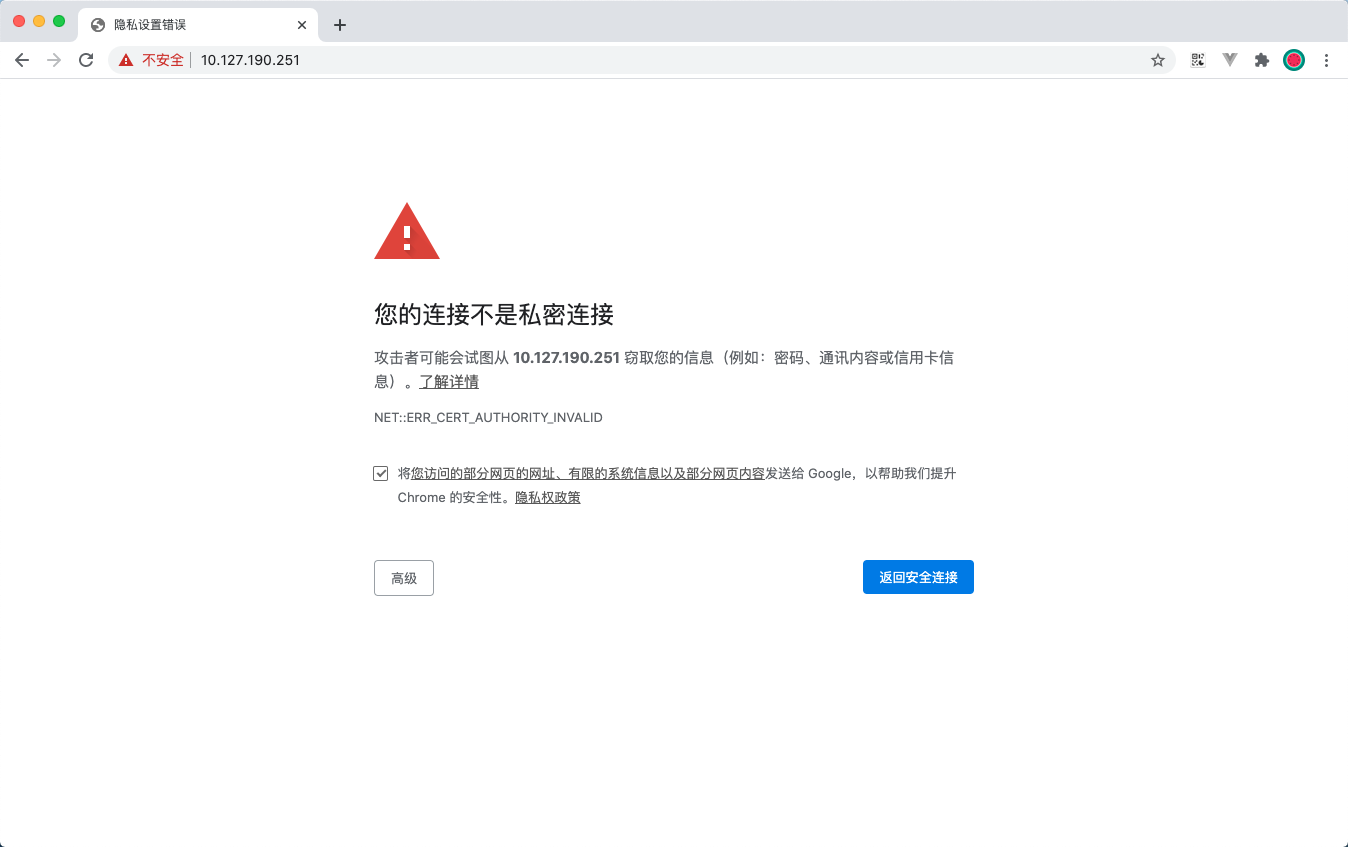 隐私设置错误
不安全 10.127.190.251
您的连接不是私密连接
攻击者可能会试图从 10.127.190.251 窃取您的信息（例如：密码、通讯内容或信用卡信
息）。了解详情
NET::ERR_CERT_AUTHORITY_INVALID
将您访问的部分网页的网址、有限的系统信息以及部分网页内容发送给 Google，以帮助我们提升
Chrome 的安全性。隐私权政策
高级
返回安全连接